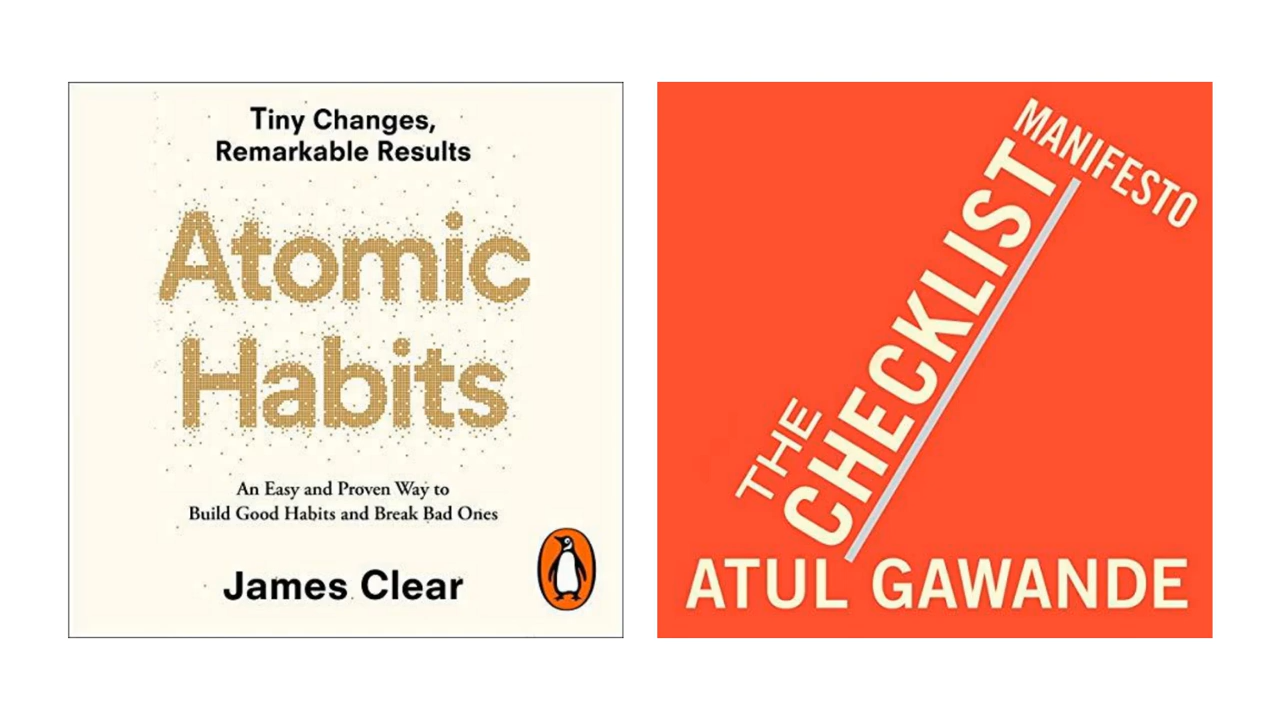 Tiny Changes,
Remarkable Results
Atomic
Habits
An Easy and Proven Way to
Build Good Habits and Break Bad Ones
James Clear
THE
CHECKLIST
MANIFESTO
ATUL GAWANDE